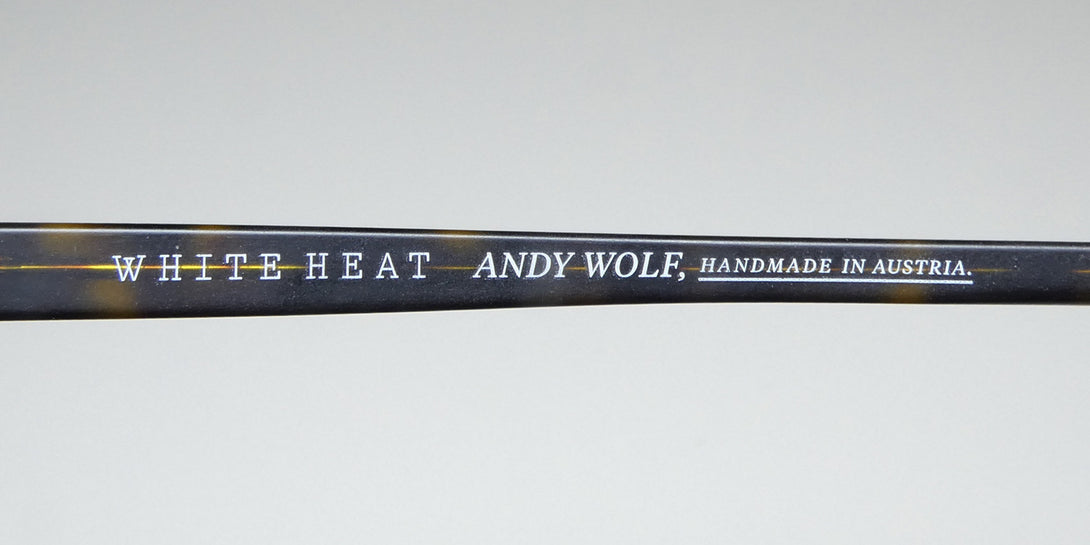 WHITE HEAT ANDY WOLF, HANDMADE IN AUSTRIA.